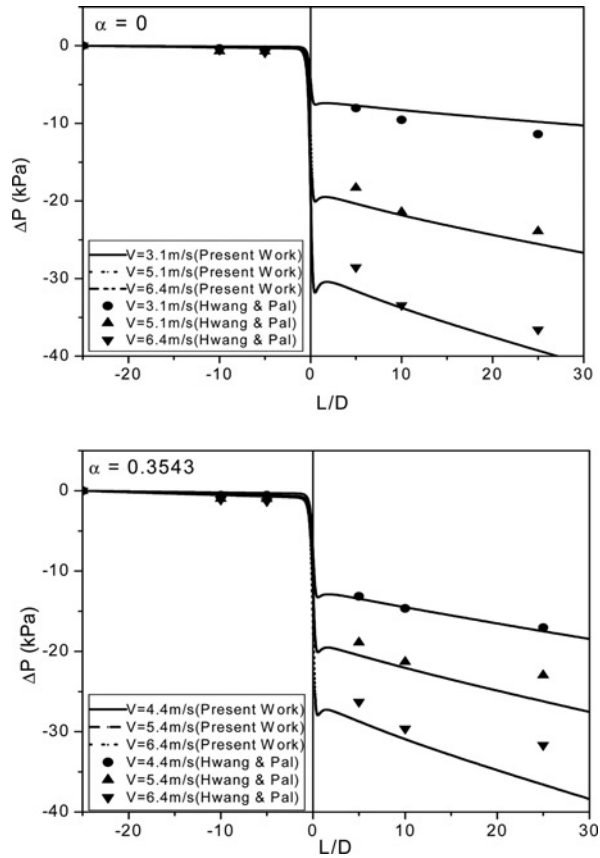 α = 0
0
-10
-20
-30
-40
ΔP (kPa)
V=3.1m/s(Present Work)
V=5.1m/s(Present Work)
V=6.4m/s(Present Work)
V=3.1m/s(Hwang & Pal)
V=5.1m/s(Hwang & Pal)
V=6.4m/s(Hwang & Pal)
-20 -10 0 10 20 30
L/D
α = 0.3543
0
-10
-20
-30
-40
ΔP (kPa)
V=4.4m/s(Present Work)
V=5.4m/s(Present Work)
V=6.4m/s(Present Work)
V=4.4m/s(Hwang & Pal)
V=5.4m/s(Hwang & Pal)
V=6.4m/s(Hwang & Pal)
-20 -10 0 10 20 30
L/D